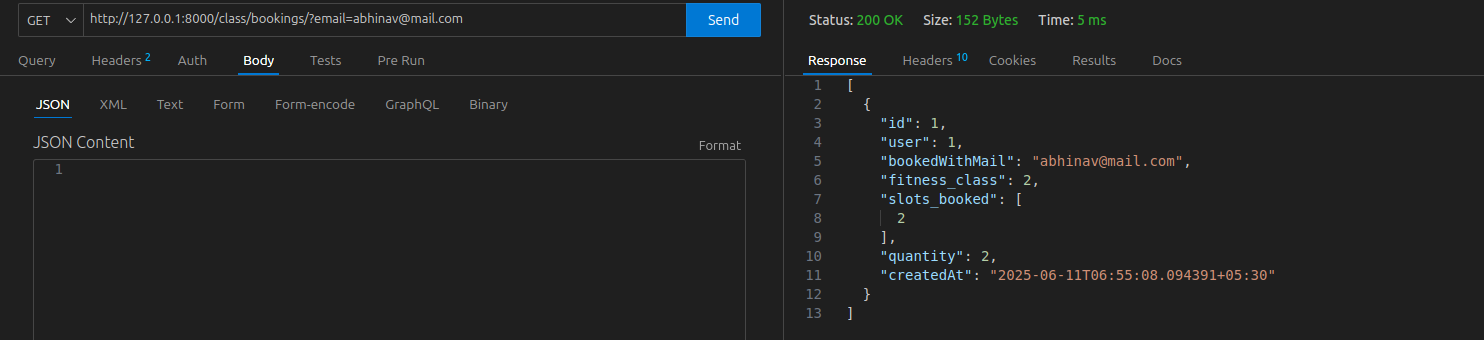 GET http://127.0.0.1:8000/class/bookings/?email=abhinav@mail.com Send
Query Headers 2 Auth Body Tests Pre Run
JSON XML Text Form Form-encode GraphQL Binary
JSON Content Format
1
Status: 200 OK Size: 152 Bytes Time: 5 ms
Response Headers 10 Cookies Results Docs
1 [
2 {
3 "id": 1,
4 "user": 1,
5 "bookedWithMail": "abhinav@mail.com",
6 "fitness_class": 2,
7 "slots_booked": [
8 2
9 ],
10 "quantity": 2,
11 "createdAt": "2025-06-11T06:55:08.094391+05:30"
12 }
13 ]